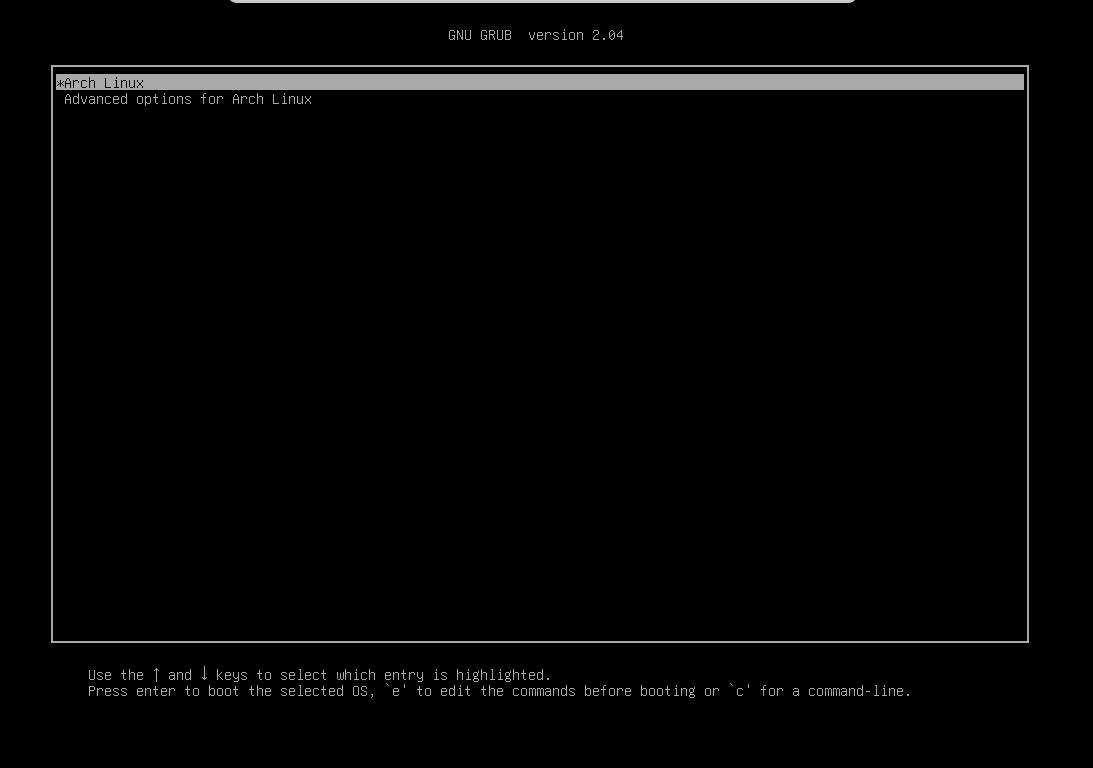 GNU GRUB  version 2.04
*Arch Linux
Advanced options for Arch Linux
Use the ↑ and ↓ keys to select which entry is highlighted.
Press enter to boot the selected OS, `e' to edit the commands before booting or `c' for a command-line.